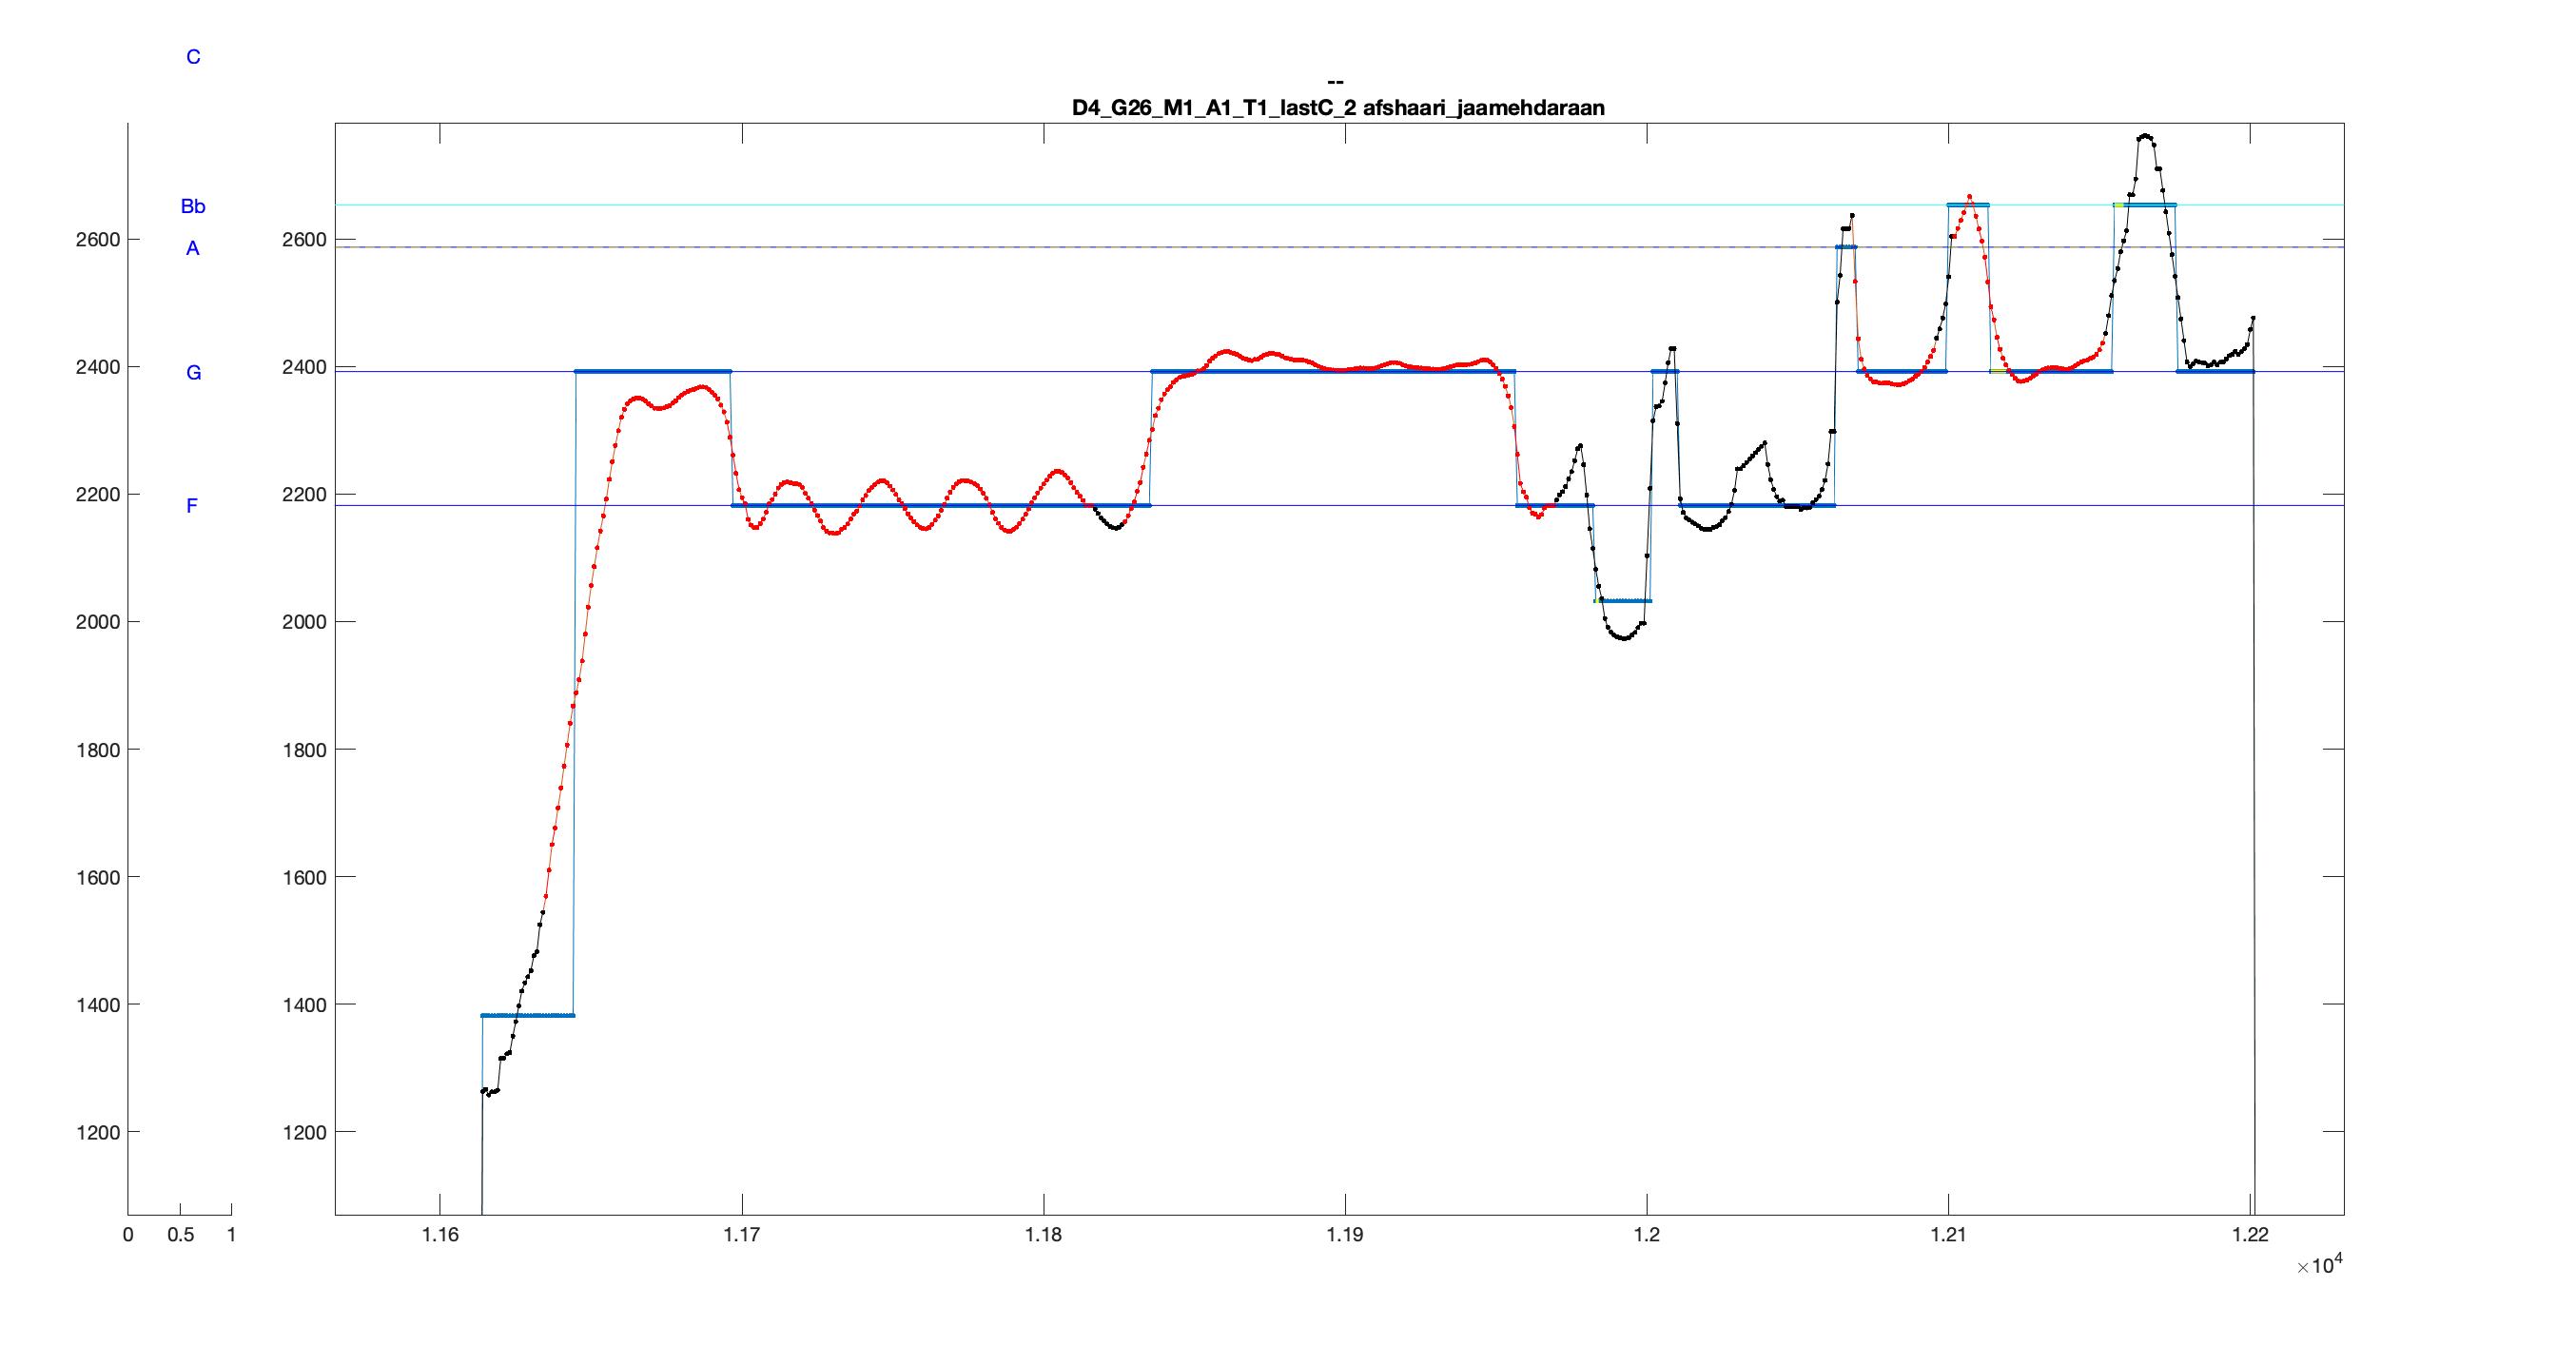 C
--
D4_G26_M1_A1_T1_lastC_2 afshaari_jaamehdaraan
Bb
2600 A 2600
2400 G 2400
2200 F 2200
2000 2000
1800 1800
1600 1600
1400 1400
1200 1200
0 0.5 1 1.16 1.17 1.18 1.19 1.2 1.21 1.22
×10⁴